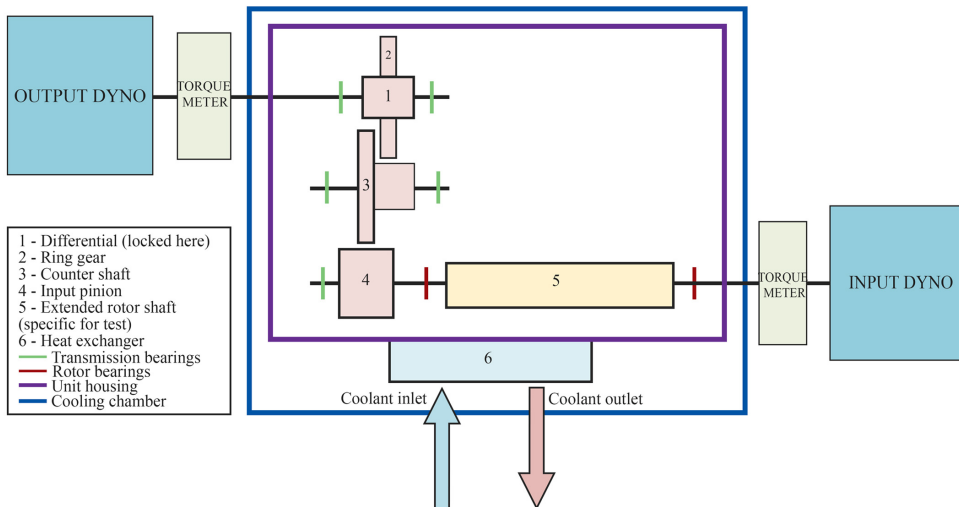 OUTPUT DYNO
TORQUE
METER
2
1
3
4
5
6
TORQUE
METER
INPUT DYNO
1 - Differential (locked here)
2 - Ring gear
3 - Counter shaft
4 - Input pinion
5 - Extended rotor shaft
(specific for test)
6 - Heat exchanger
Transmission bearings
Rotor bearings
Unit housing
Cooling chamber
Coolant inlet
Coolant outlet